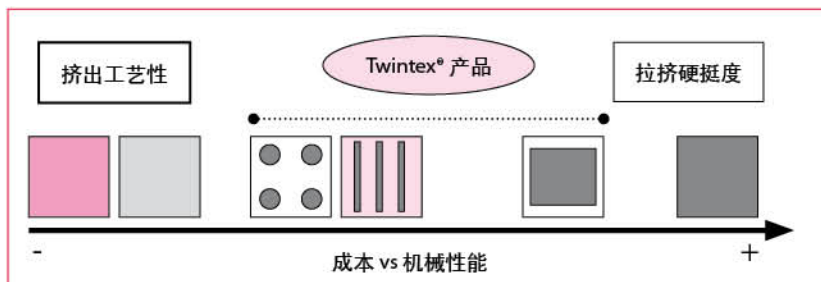 挤出工艺性
Twintex® 产品
拉挤硬挺度
-
+
成本 vs 机械性能